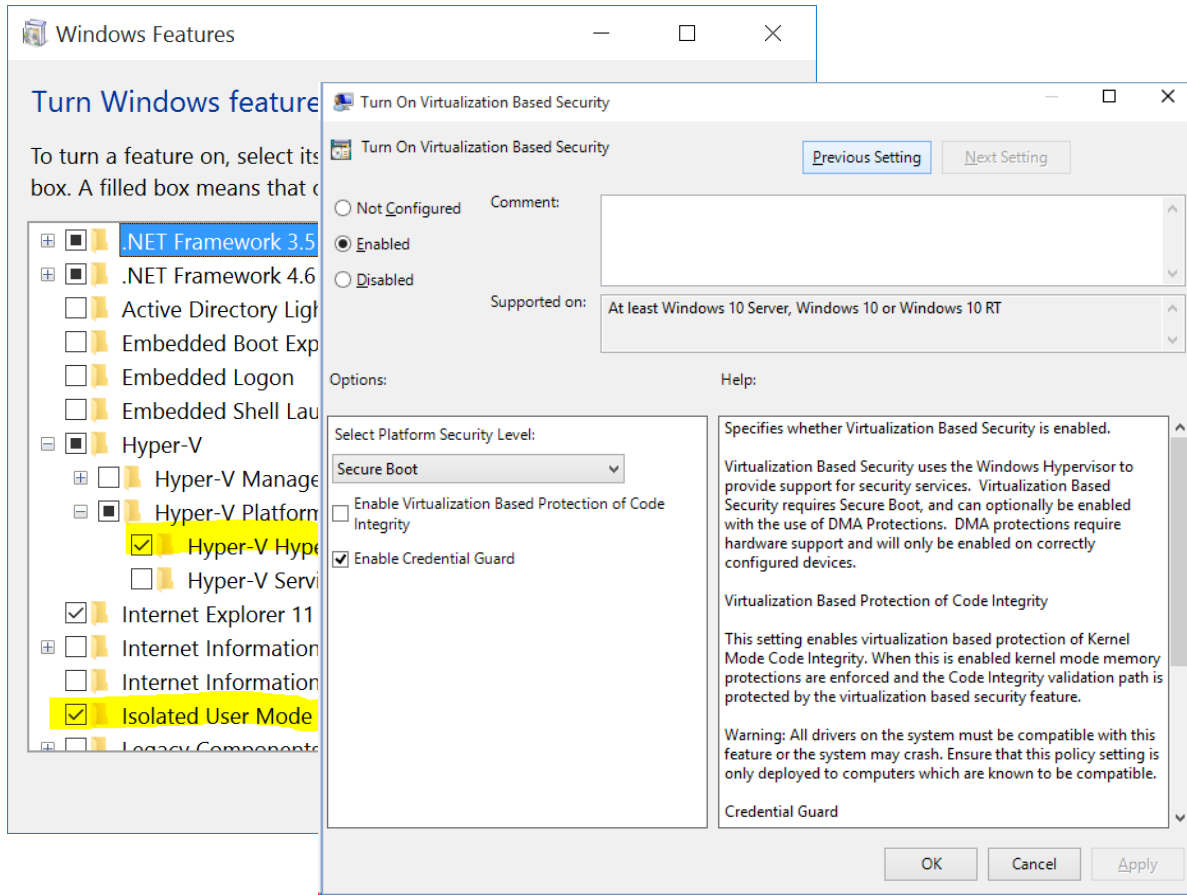 Windows Features
Turn Windows feature
To turn a feature on, select its
box. A filled box means that
.NET Framework 3.5
.NET Framework 4.6
Active Directory Ligh
Embedded Boot Exp
Embedded Logon
Embedded Shell Lau
Hyper-V
Hyper-V Manage
Hyper-V Platform
Hyper-V Hype
Hyper-V Servi
Internet Explorer 11
Internet Information
Internet Information
Isolated User Mode
Legacy Components
Turn On Virtualization Based Security
Turn On Virtualization Based Security
Previous Setting
Next Setting
Not Configured
Enabled
Disabled
Comment:
Supported on:
At least Windows 10 Server, Windows 10 or Windows 10 RT
Options:
Help:
Select Platform Security Level:
Secure Boot
Enable Virtualization Based Protection of Code
Integrity
Enable Credential Guard
Specifies whether Virtualization Based Security is enabled.
Virtualization Based Security uses the Windows Hypervisor to
provide support for security services. Virtualization Based
Security requires Secure Boot, and can optionally be enabled
with the use of DMA Protections. DMA protections require
hardware support and will only be enabled on correctly
configured devices.
Virtualization Based Protection of Code Integrity
This setting enables virtualization based protection of Kernel
Mode Code Integrity. When this is enabled kernel mode memory
protections are enforced and the Code Integrity validation path is
protected by the virtualization based security feature.
Warning: All drivers on the system must be compatible with this
feature or the system may crash. Ensure that this policy setting is
only deployed to computers which are known to be compatible.
Credential Guard
OK
Cancel
Apply